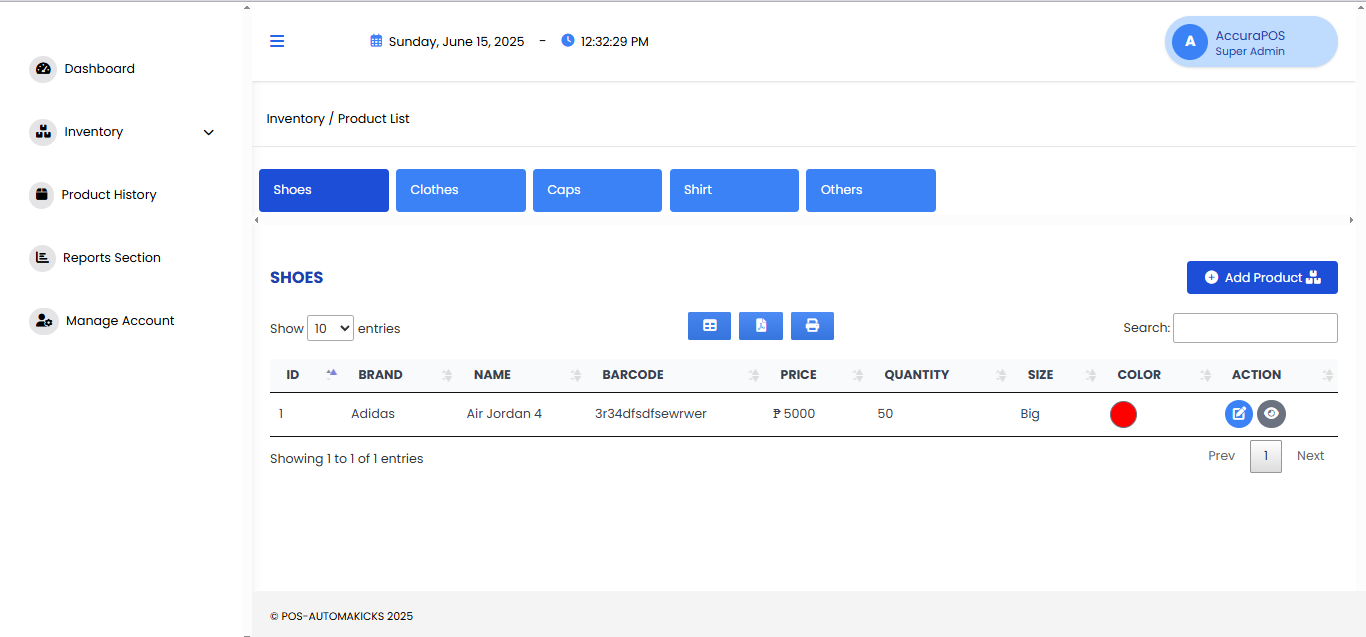 Sunday, June 15, 2025 - 12:32:29 PM
A
AccuraPOS
Super Admin
Dashboard
Inventory
Product History
Reports Section
Manage Account
Inventory / Product List
Shoes Clothes Caps Shirt Others
SHOES
Add Product
Show 10 entries
Search:
ID BRAND NAME BARCODE PRICE QUANTITY SIZE COLOR ACTION
1 Adidas Air Jordan 4 3r34dfsdfsewrwer ₱ 5000 50 Big
Showing 1 to 1 of 1 entries
Prev 1 Next
© POS-AUTOMAKICKS 2025